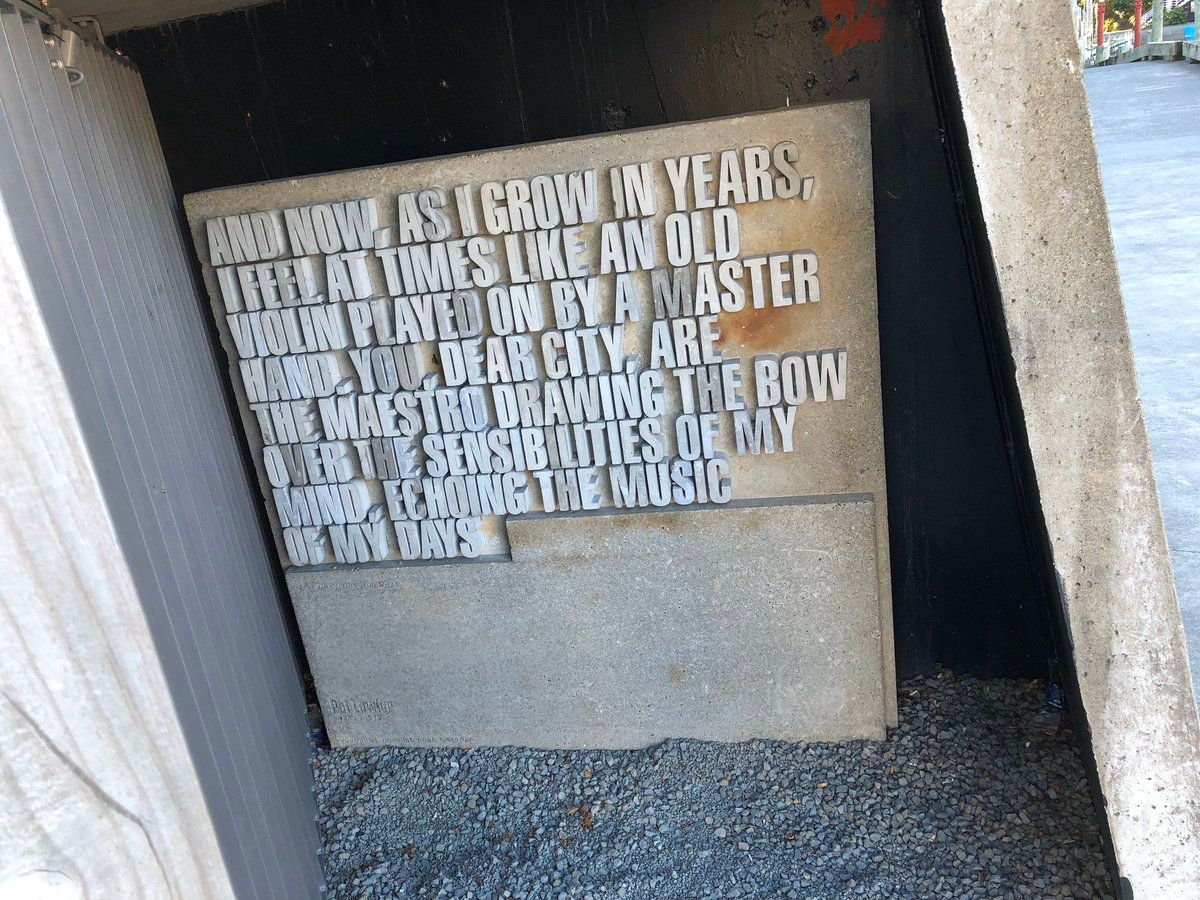 AND NOW, AS I GROW IN YEARS,
I FEEL AT TIMES LIKE AN OLD
VIOLIN PLAYED ON BY A MASTER
HAND. YOU, DEAR CITY, ARE
THE MAESTRO DRAWING THE BOW
OVER THE SENSIBILITIES OF MY
MIND, ECHOING THE MUSIC
OF MY DAYS